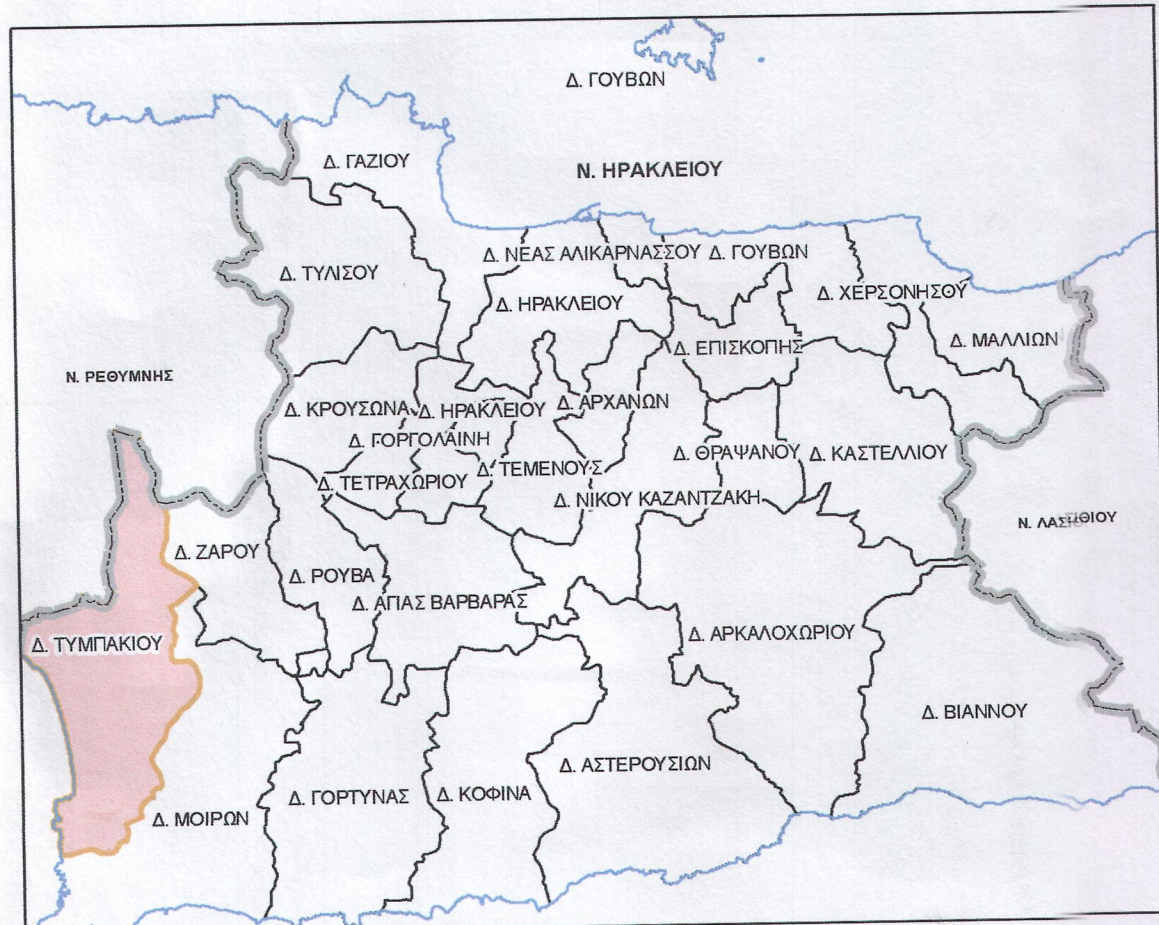 Δ. ΓΟΥΒΩΝ
Δ. ΓΑΖΙΟΥ
Ν. ΗΡΑΚΛΕΙΟΥ
Δ. ΝΕΑΣ ΑΛΙΚΑΡΝΑΣΣΟΥ
Δ. ΓΟΥΒΩΝ
Δ. ΤΥΛΙΣΟΥ
Δ. ΧΕΡΣΟΝΗΣΟΥ
Δ. ΗΡΑΚΛΕΙΟΥ
Δ. ΜΑΛΛΙΩΝ
Δ. ΕΠΙΣΚΟΠΗΣ
Ν. ΡΕΘΥΜΝΗΣ
Δ. ΚΡΟΥΣΩΝΑ
Δ. ΗΡΑΚΛΕΙΟΥ
Δ. ΑΡΧΑΝΩΝ
Δ. ΓΟΡΓΟΛΑΙΝΗ
Δ. ΘΡΑΨΑΝΟΥ
Δ. ΚΑΣΤΕΛΛΙΟΥ
Δ. ΤΕΜΕΝΟΥΣ
Δ. ΤΕΤΡΑΧΩΡΙΟΥ
Δ. ΝΙΚΟΥ ΚΑΖΑΝΤΖΑΚΗ
Ν. ΛΑΣΙΘΙΟΥ
Δ. ΖΑΡΟΥ
Δ. ΡΟΥΒΑ
Δ. ΑΓΙΑΣ ΒΑΡΒΑΡΑΣ
Δ. ΤΥΜΠΑΚΙΟΥ
Δ. ΑΡΚΑΛΟΧΩΡΙΟΥ
Δ. ΒΙΑΝΝΟΥ
Δ. ΑΣΤΕΡΟΥΣΙΩΝ
Δ. ΓΟΡΤΥΝΑΣ
Δ. ΚΟΦΙΝΑ
Δ. ΜΟΙΡΩΝ